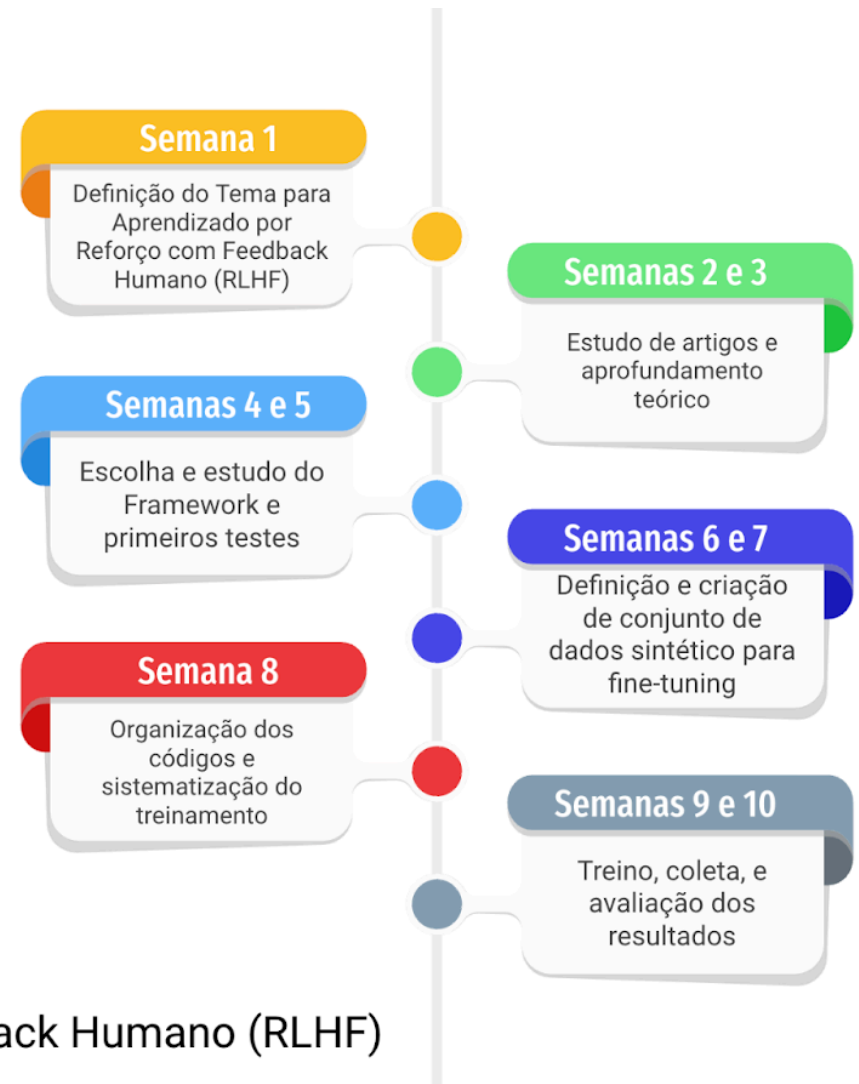 Semana 1
Definição do Tema para
Aprendizado por
Reforço com Feedback
Humano (RLHF)
Semanas 2 e 3
Estudo de artigos e
aprofundamento
teórico
Semanas 4 e 5
Escolha e estudo do
Framework e
primeiros testes
Semanas 6 e 7
Definição e criação
de conjunto de
dados sintético para
fine-tuning
Semana 8
Organização dos
códigos e
sistematização do
treinamento
Semanas 9 e 10
Treino, coleta, e
avaliação dos
resultados
Humano (RLHF)